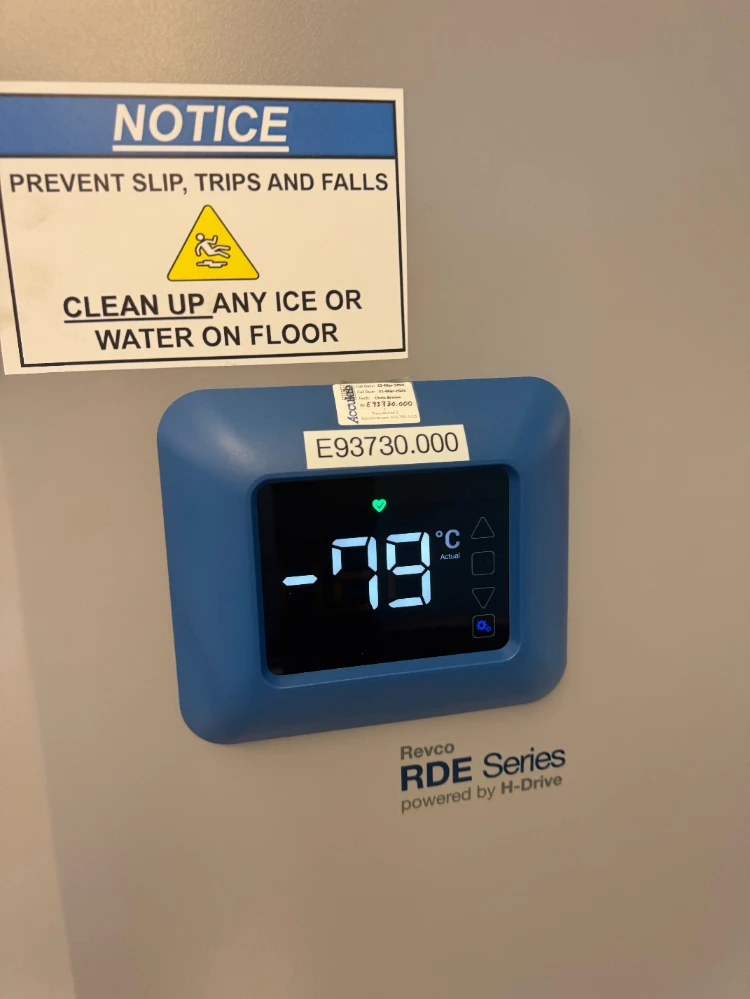 NOTICE
PREVENT SLIP, TRIPS AND FALLS
CLEAN UP ANY ICE OR
WATER ON FLOOR
Acculab
E93730.000
E93730.000
-79 °C
Actual
Revco
RDE Series
powered by H-Drive